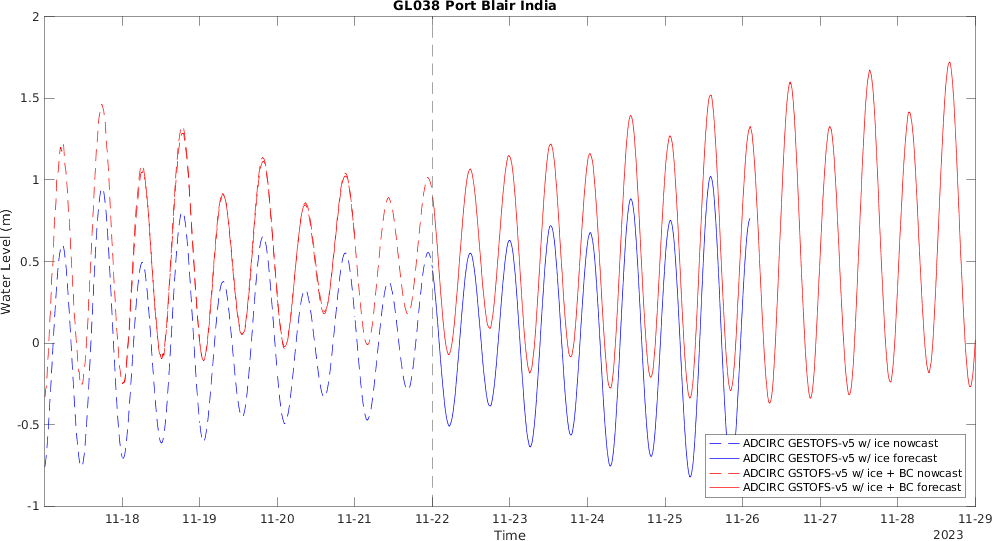 GL038 Port Blair India
2
1.5
1
0.5
0
-0.5
-1
Water Level (m)
11-18
11-19
11-20
11-21
11-22
11-23
11-24
11-25
11-26
11-27
11-28
11-29
Time
2023
ADCIRC GESTOFS-v5 w/ ice nowcast
ADCIRC GESTOFS-v5 w/ ice forecast
ADCIRC GSTOFS-v5 w/ ice + BC nowcast
ADCIRC GSTOFS-v5 w/ ice + BC forecast